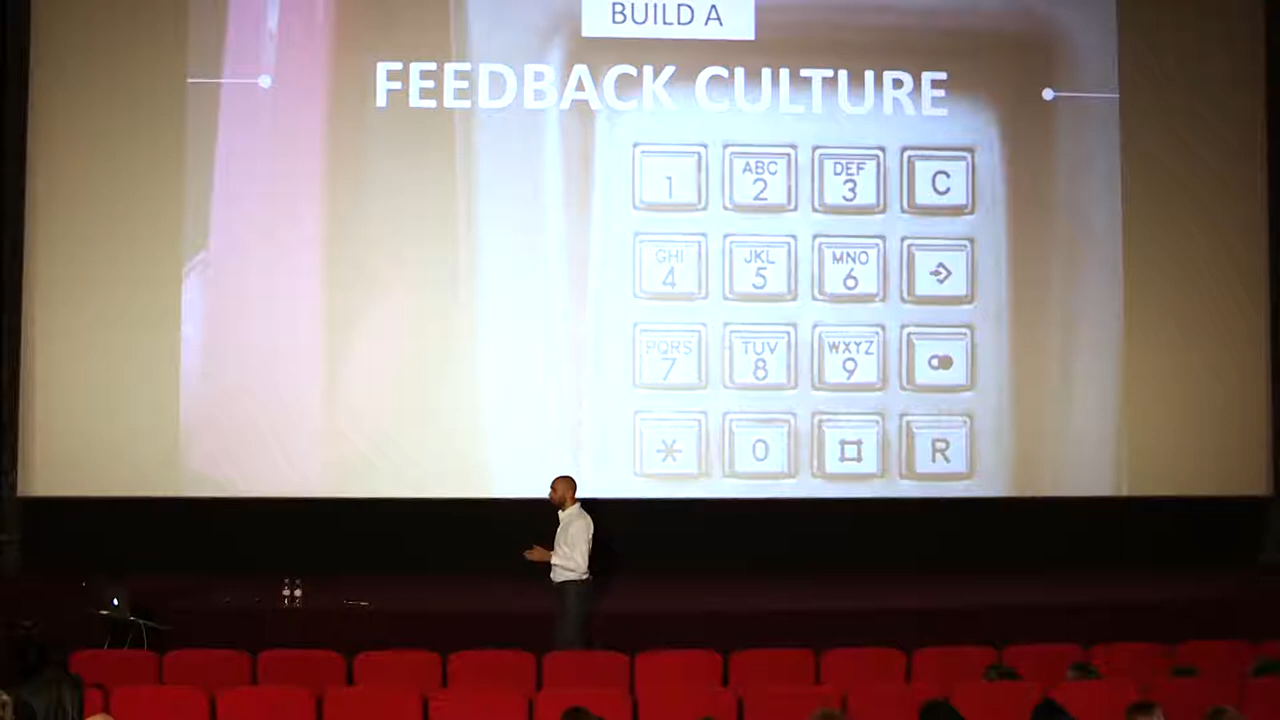 BUILD A
FEEDBACK CULTURE
1
ABC
2
DEF
3
C
GHI
4
JKL
5
MNO
6
PQRS
7
TUV
8
WXYZ
9
*
0
R